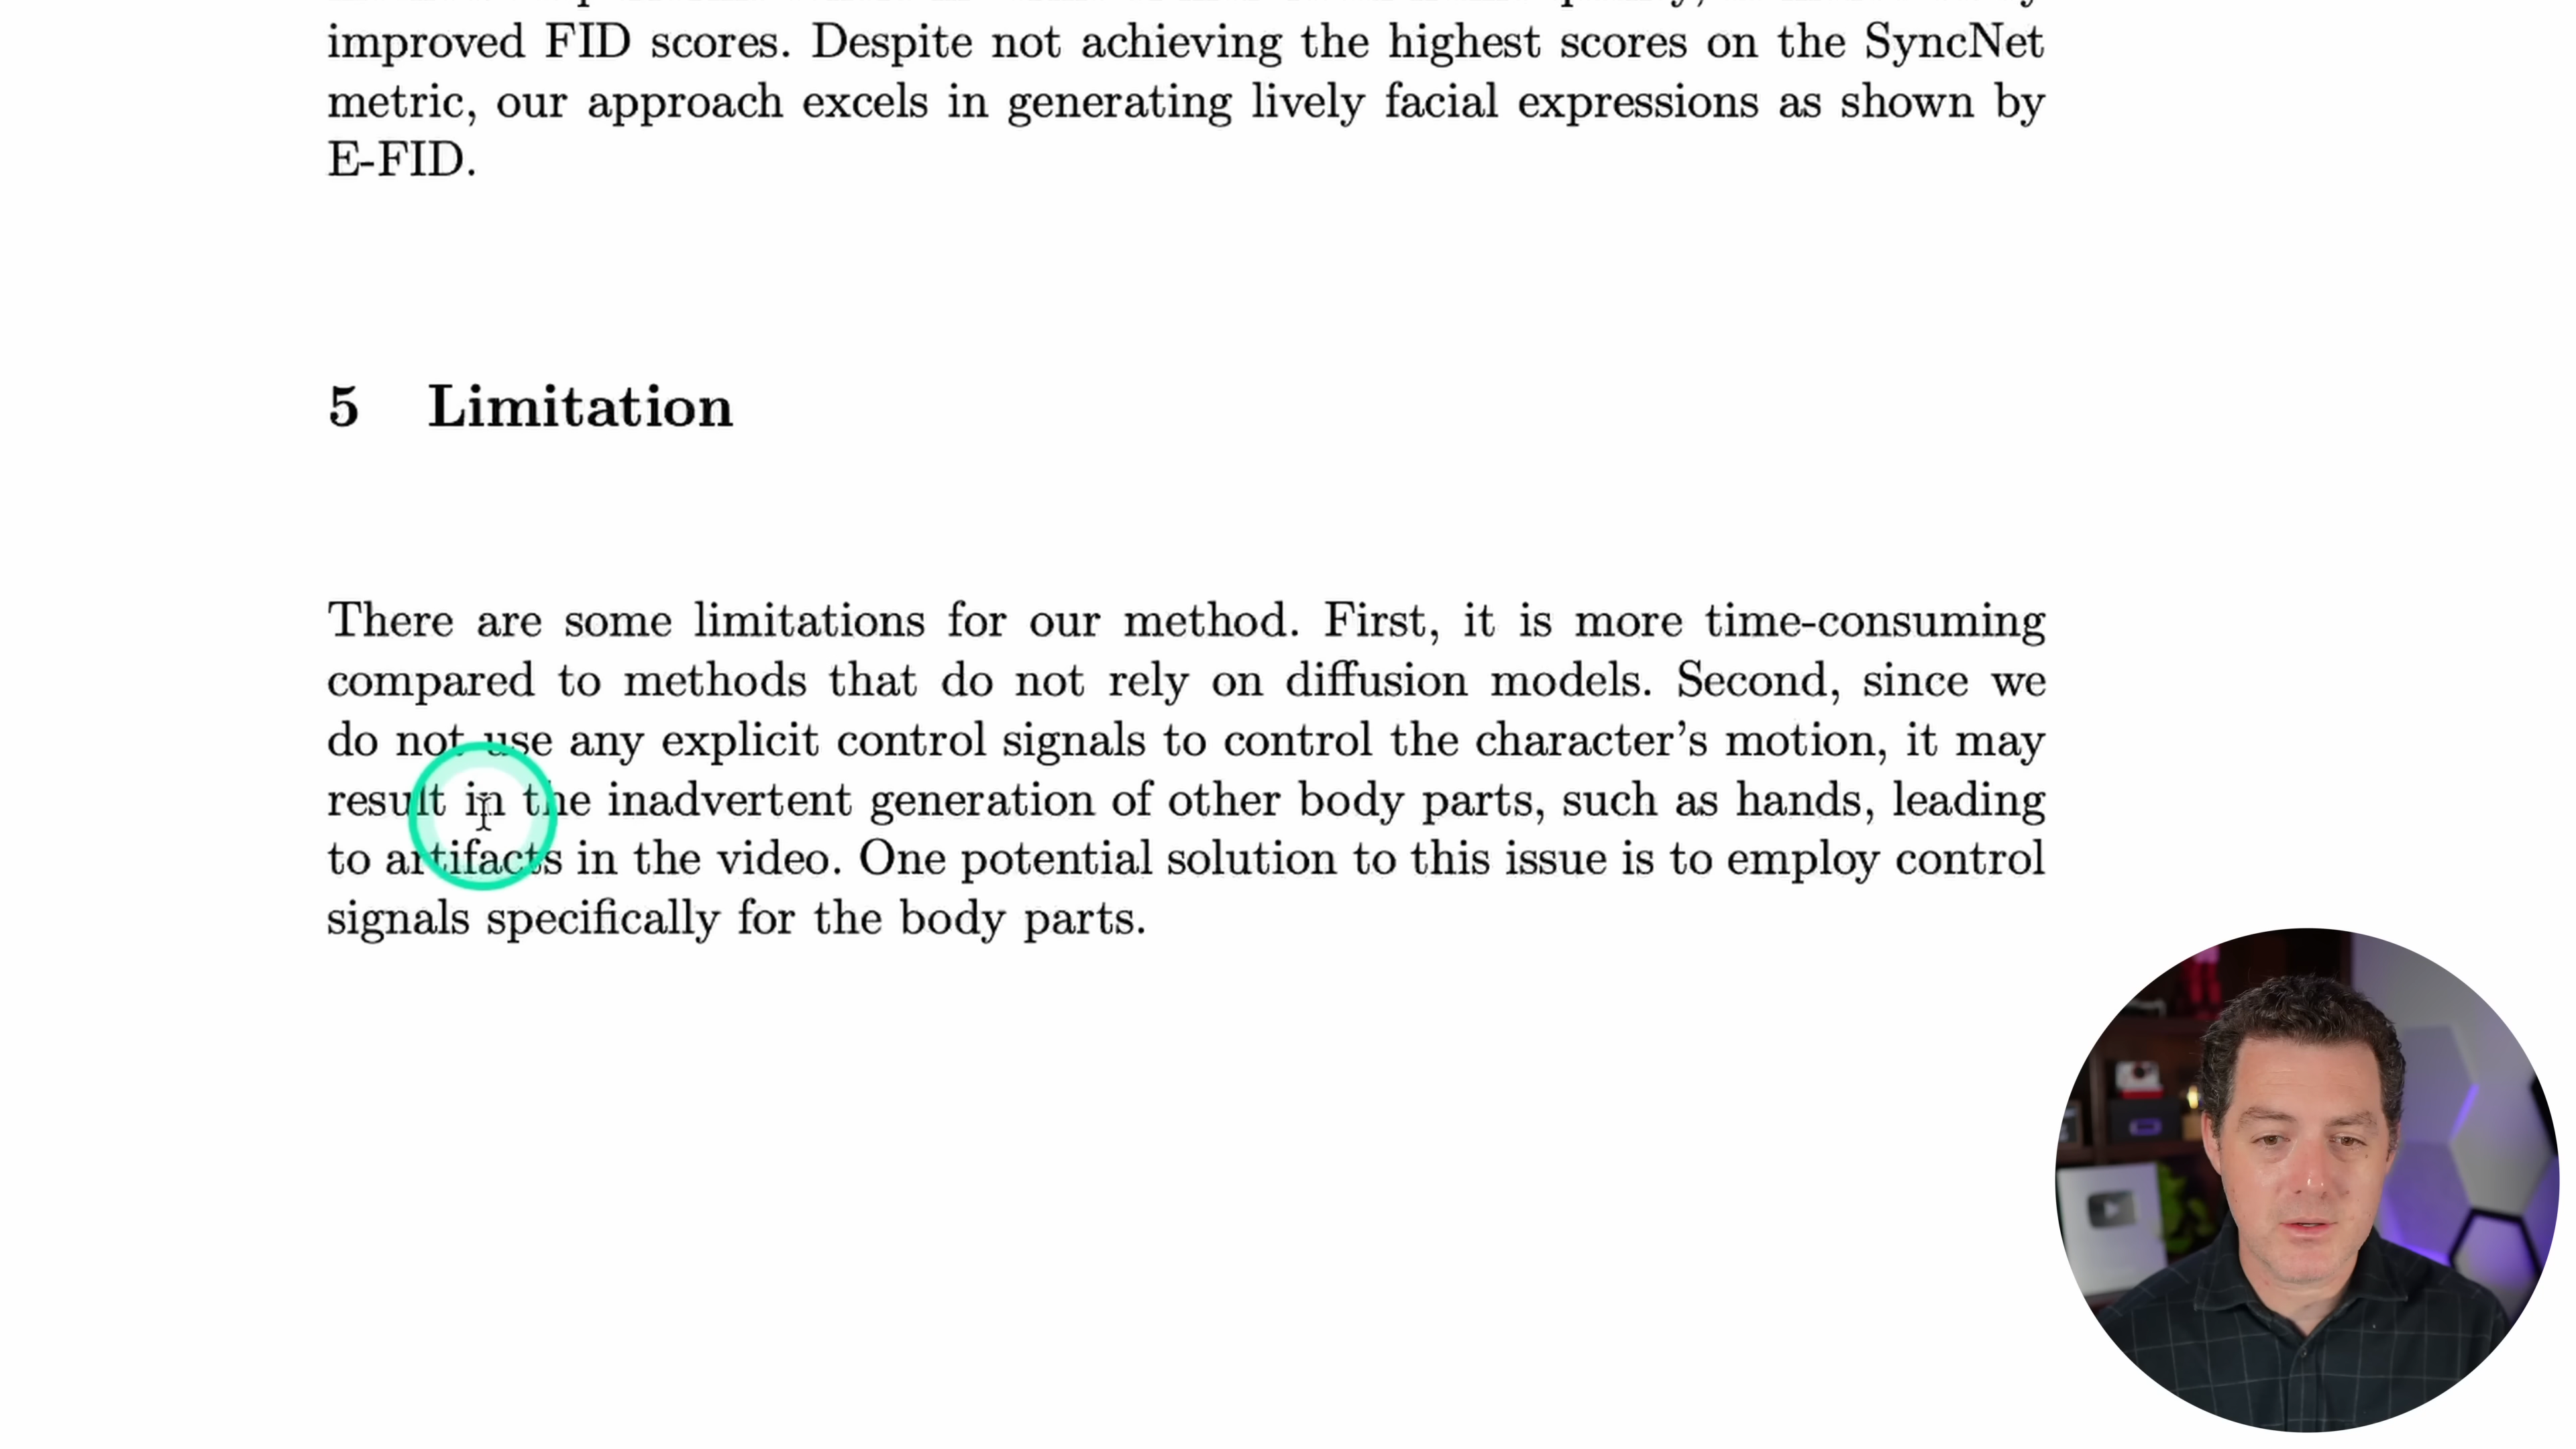 improved FID scores. Despite not achieving the highest scores on the SyncNet
metric, our approach excels in generating lively facial expressions as shown by
E-FID.
5 Limitation
There are some limitations for our method. First, it is more time-consuming
compared to methods that do not rely on diffusion models. Second, since we
do not use any explicit control signals to control the character's motion, it may
result in the inadvertent generation of other body parts, such as hands, leading
to artifacts in the video. One potential solution to this issue is to employ control
signals specifically for the body parts.